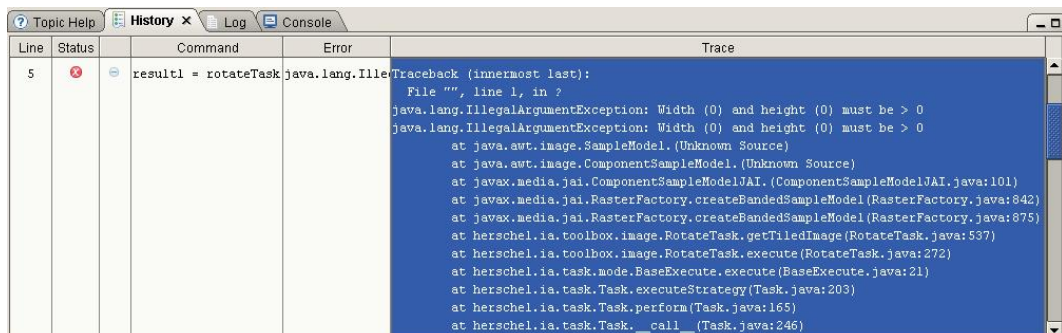 Topic Help History × Log Console
Line Status Command Error Trace
5 result1 = rotateTask java.lang.Ille Traceback (innermost last):
File "", line 1, in ?
java.lang.IllegalArgumentException: Width (0) and height (0) must be > 0
java.lang.IllegalArgumentException: Width (0) and height (0) must be > 0
at java.awt.image.SampleModel.(Unknown Source)
at java.awt.image.ComponentSampleModel.(Unknown Source)
at javax.media.jai.ComponentSampleModelJAI.(ComponentSampleModelJAI.java:101)
at javax.media.jai.RasterFactory.createBandedSampleModel(RasterFactory.java:842)
at javax.media.jai.RasterFactory.createBandedSampleModel(RasterFactory.java:875)
at herschel.ia.toolbox.image.RotateTask.getTiledImage(RotateTask.java:537)
at herschel.ia.toolbox.image.RotateTask.execute(RotateTask.java:272)
at herschel.ia.task.mode.BaseExecute.execute(BaseExecute.java:21)
at herschel.ia.task.Task.executeStrategy(Task.java:203)
at herschel.ia.task.Task.perform(Task.java:165)
at herschel.ia.task.Task.__call__(Task.java:246)